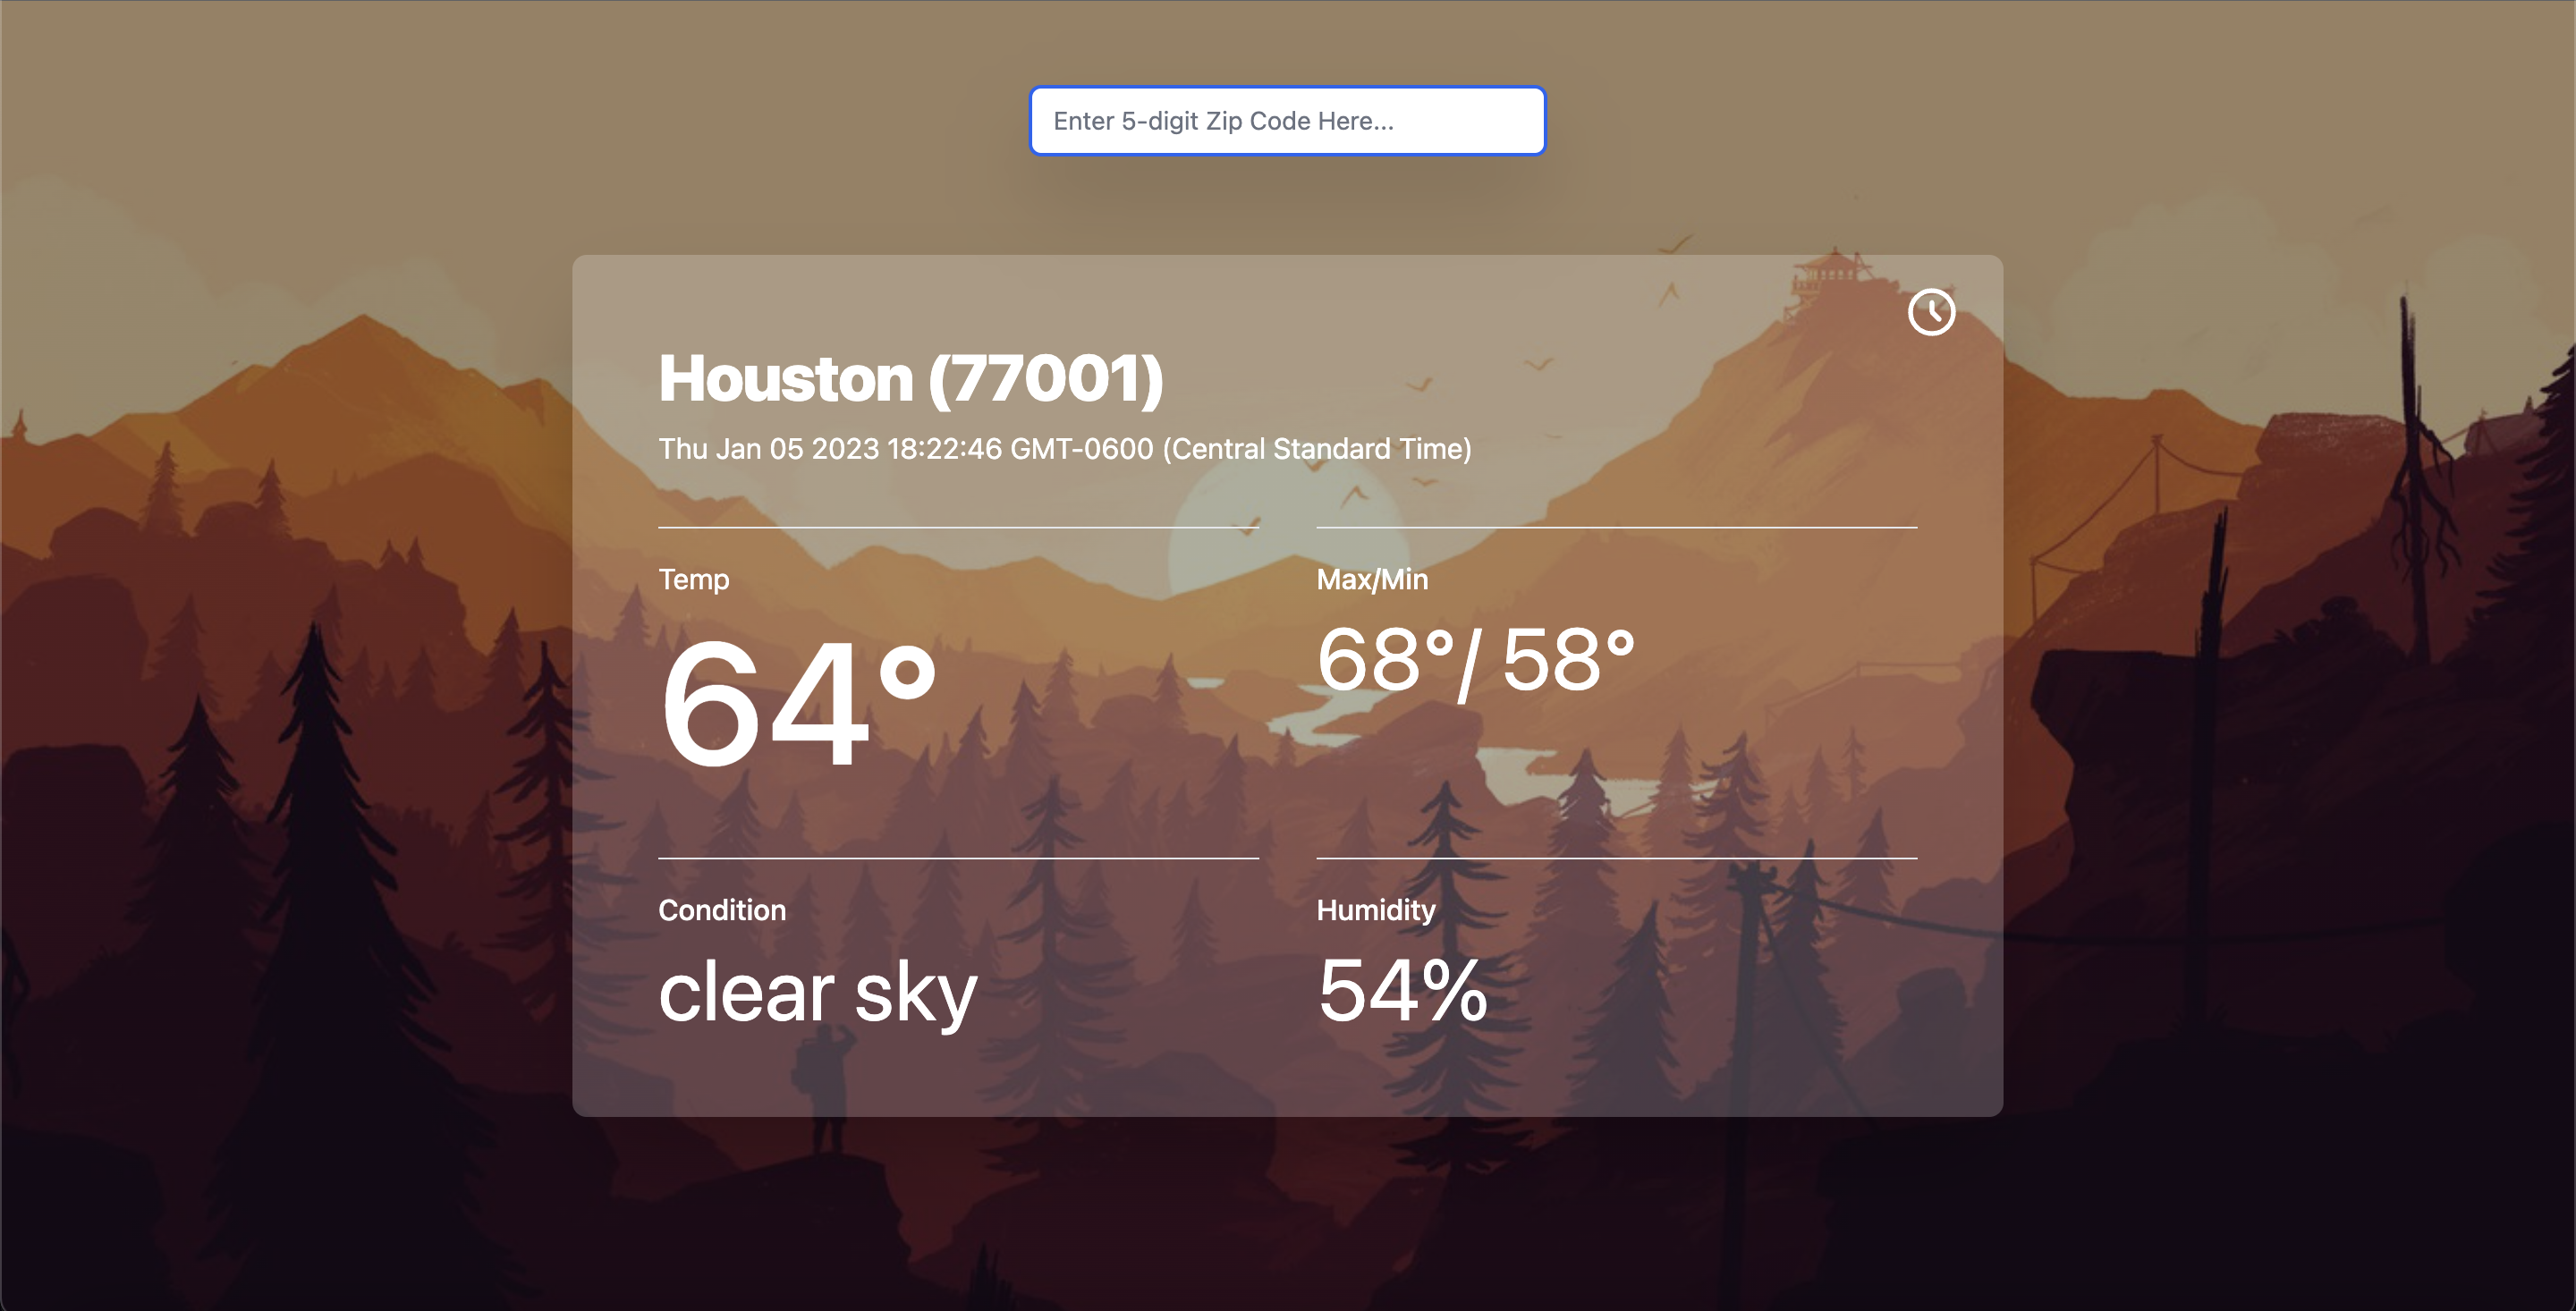 Enter 5-digit Zip Code Here...
Houston (77001)
Thu Jan 05 2023 18:22:46 GMT-0600 (Central Standard Time)
Temp
64°
Max/Min
68°/ 58°
Condition
clear sky
Humidity
54%